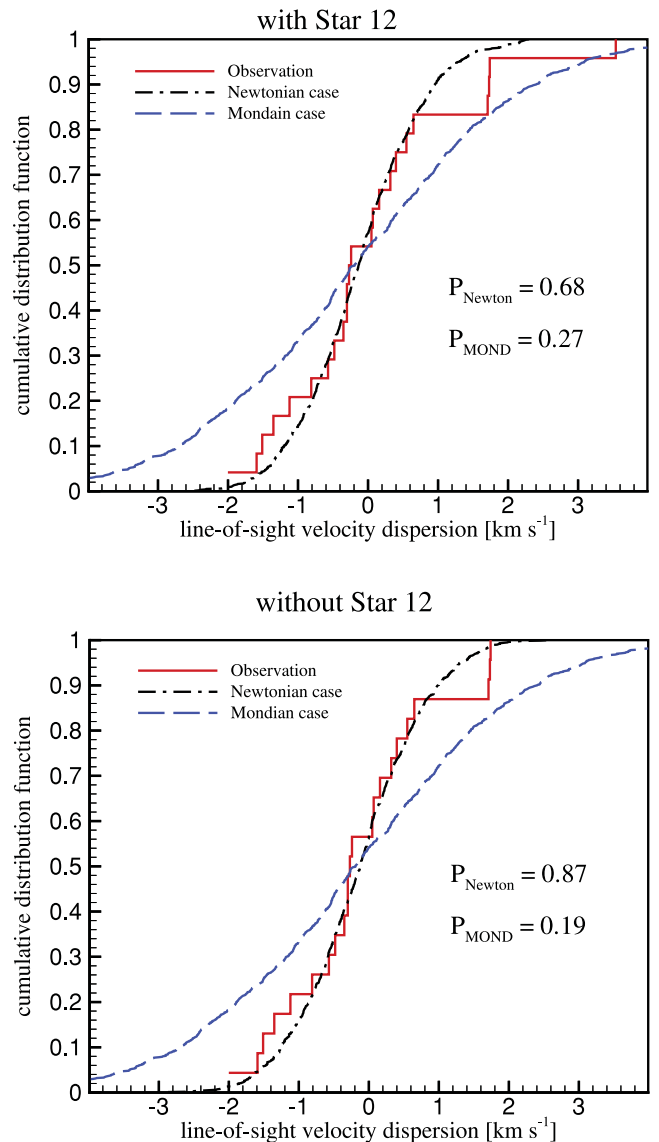 with Star 12
1
0.9
0.8
0.7
0.6
0.5
0.4
0.3
0.2
0.1
0
cumulative distribution function
Observation
Newtonian case
Mondain case
P_Newton = 0.68
P_MOND = 0.27
-3 -2 -1 0 1 2 3
line-of-sight velocity dispersion [km s⁻¹]
without Star 12
1
0.9
0.8
0.7
0.6
0.5
0.4
0.3
0.2
0.1
0
cumulative distribution function
Observation
Newtonian case
Mondian case
P_Newton = 0.87
P_MOND = 0.19
-3 -2 -1 0 1 2 3
line-of-sight velocity dispersion [km s⁻¹]